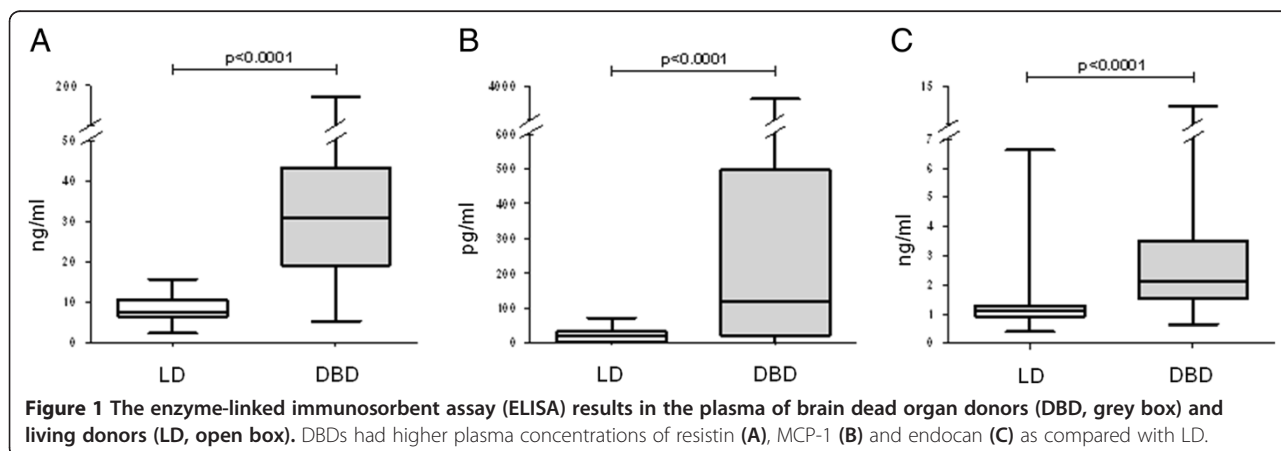 A
p<0.0001
200
50
40
30
20
10
0
ng/ml
LD
DBD
B
p<0.0001
4000
600
500
400
300
200
100
0
pg/ml
LD
DBD
C
p<0.0001
15
7
6
5
4
3
2
1
0
ng/ml
LD
DBD
Figure 1 The enzyme-linked immunosorbent assay (ELISA) results in the plasma of brain dead organ donors (DBD, grey box) and
living donors (LD, open box). DBDs had higher plasma concentrations of resistin (A), MCP-1 (B) and endocan (C) as compared with LD.